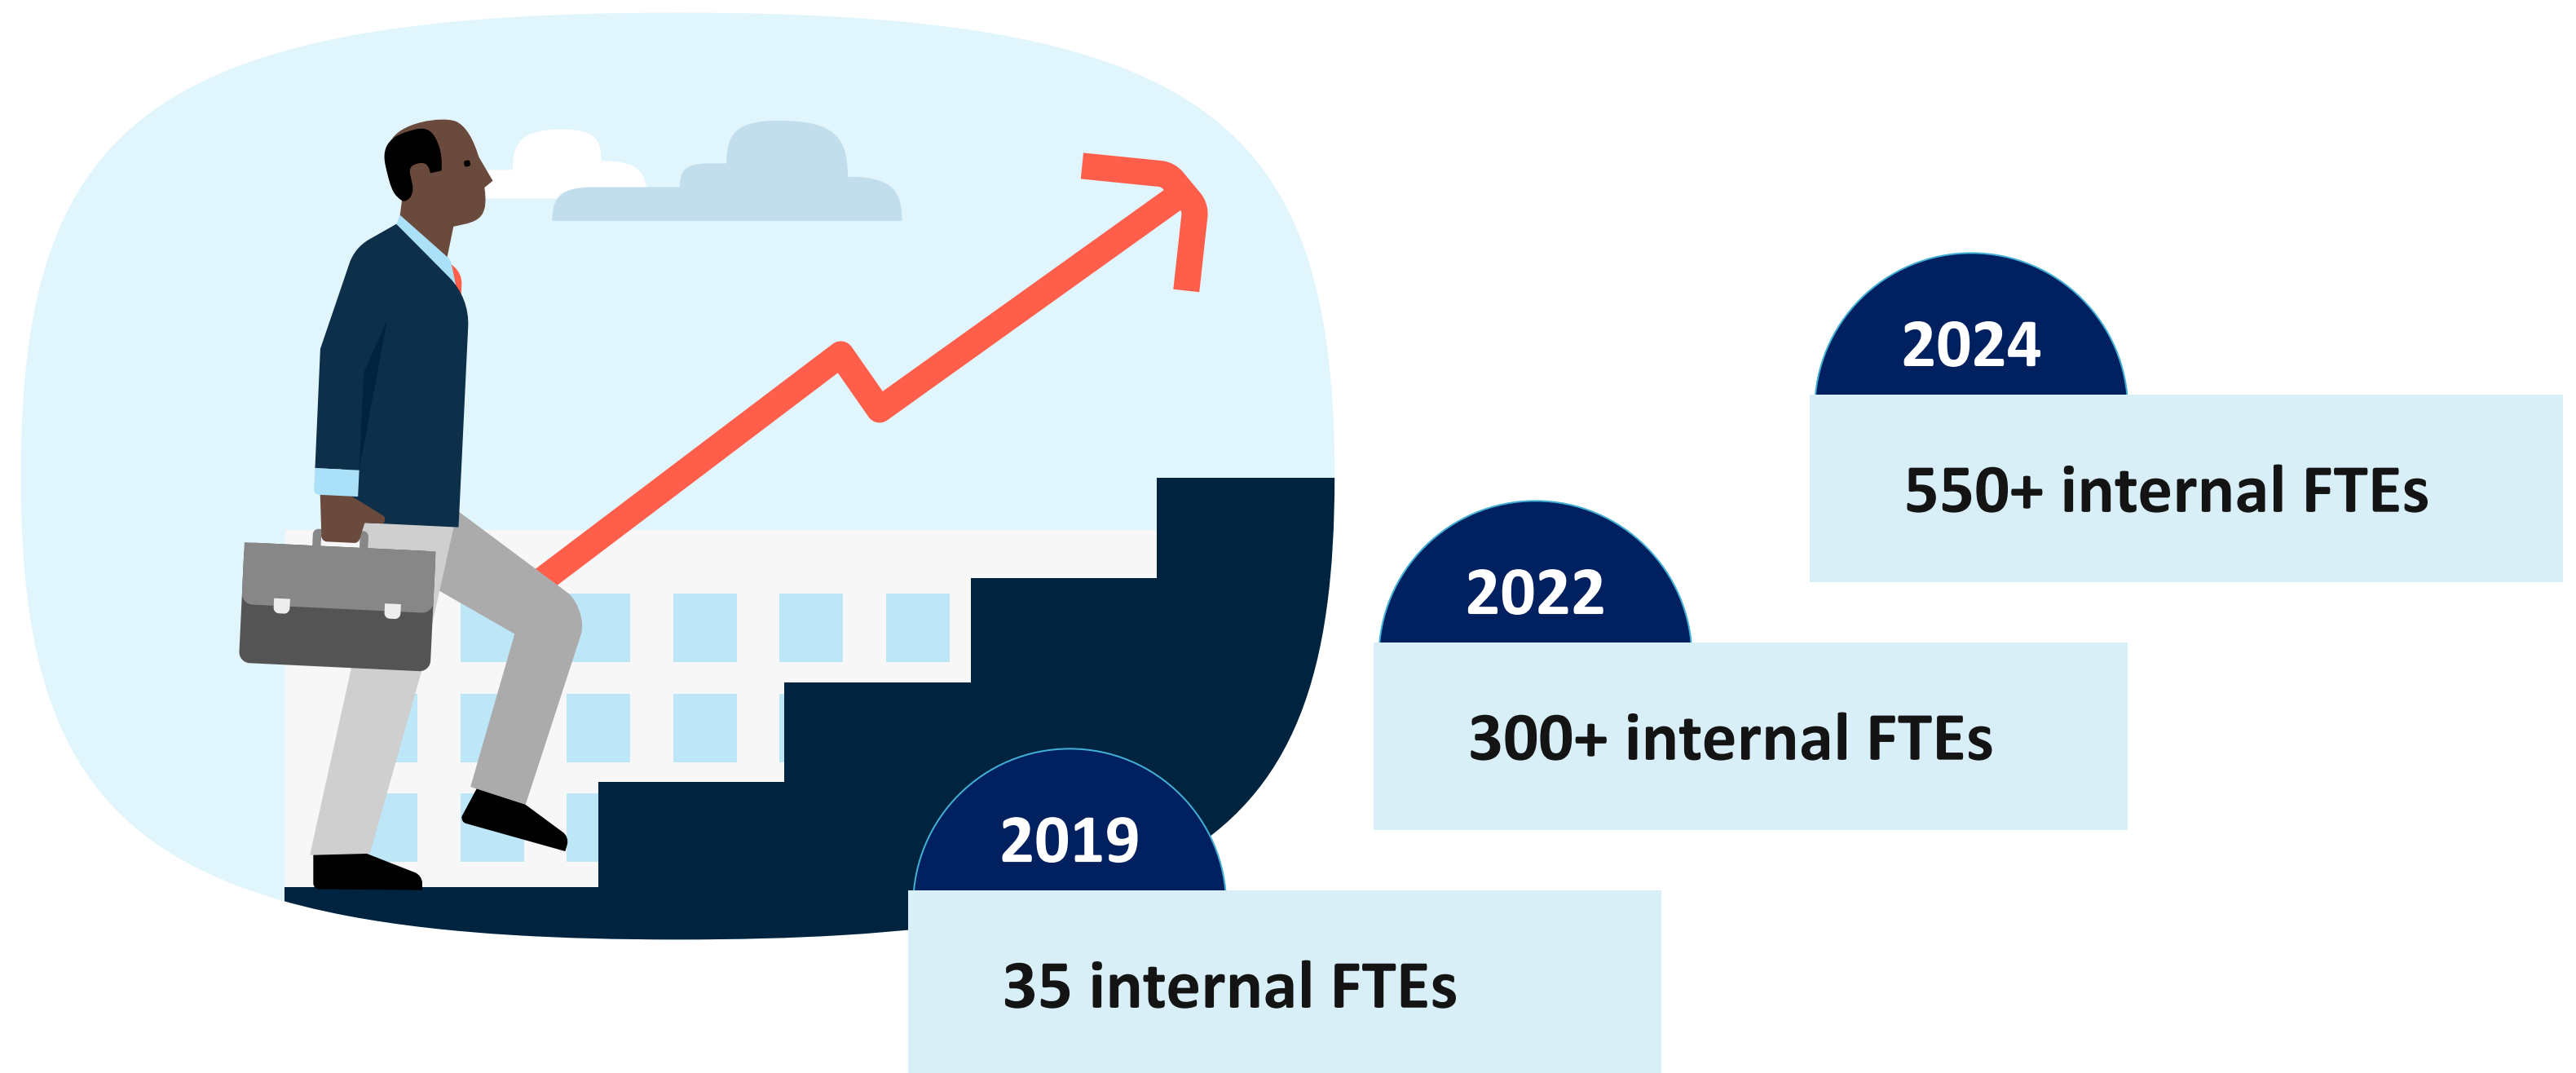 2024
550+ internal FTEs
2022
300+ internal FTEs
2019
35 internal FTEs